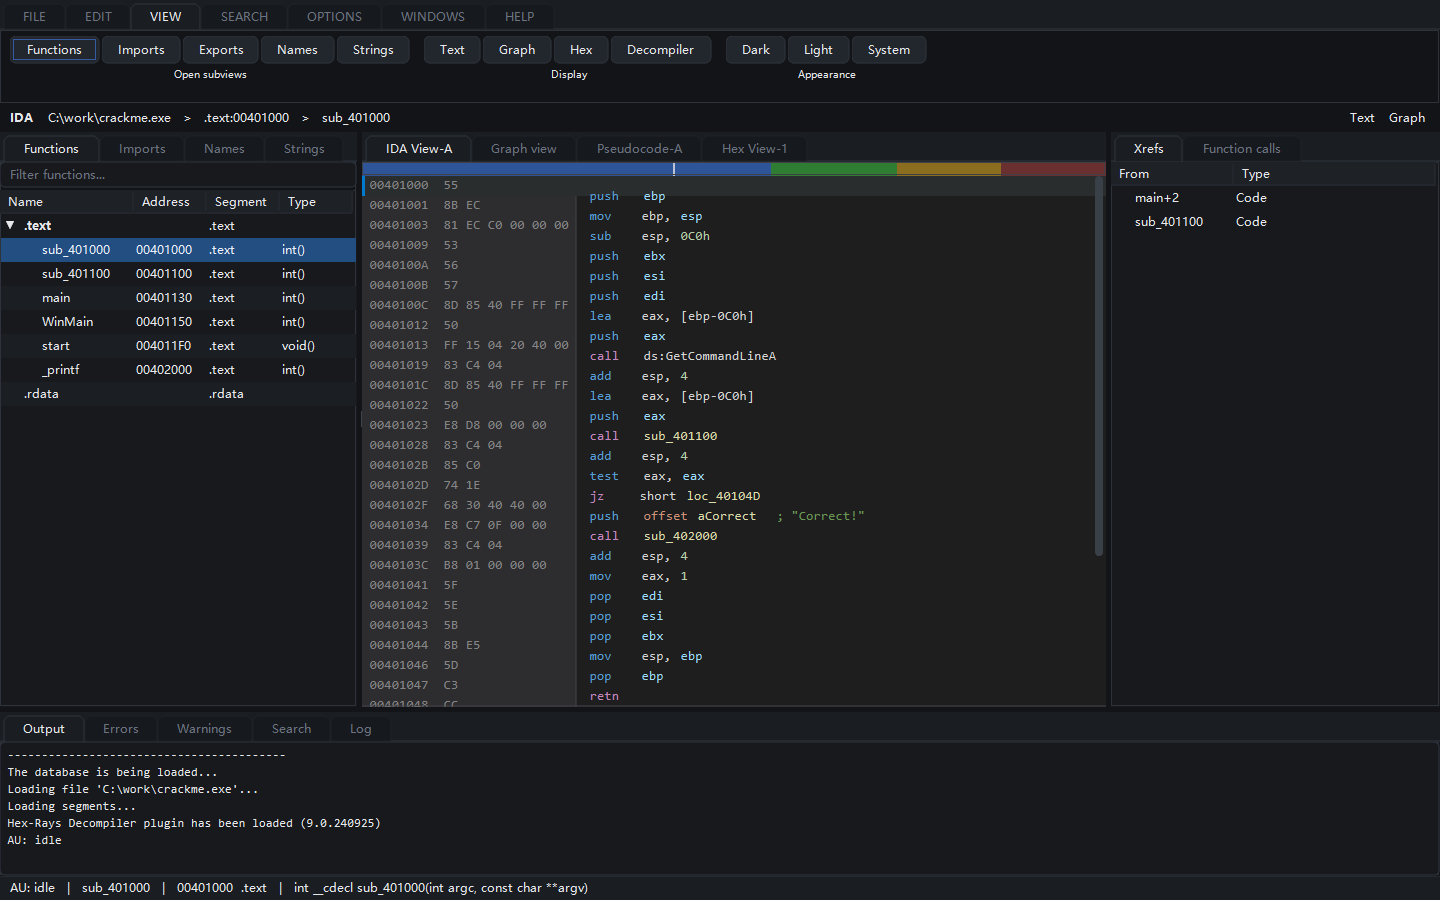 FILE EDIT VIEW SEARCH OPTIONS WINDOWS HELP
Functions Imports Exports Names Strings Text Graph Hex Decompiler Dark Light System
Open subviews Display Appearance
IDA C:\work\crackme.exe > .text:00401000 > sub_401000 Text Graph
Functions Imports Names Strings
Filter functions...
Name Address Segment Type
▼ .text .text
sub_401000 00401000 .text int()
sub_401100 00401100 .text int()
main 00401130 .text int()
WinMain 00401150 .text int()
start 004011F0 .text void()
_printf 00402000 .text int()
.rdata .rdata
IDA View-A Graph view Pseudocode-A Hex View-1
00401000 55
00401001 8B EC
00401003 81 EC C0 00 00 00
00401009 53
0040100A 56
0040100B 57
0040100C 8D 85 40 FF FF FF
00401012 50
00401013 FF 15 04 20 40 00
00401019 83 C4 04
0040101C 8D 85 40 FF FF FF
00401022 50
00401023 E8 D8 00 00 00
00401028 83 C4 04
0040102B 85 C0
0040102D 74 1E
0040102F 68 30 40 40 00
00401034 E8 C7 0F 00 00
00401039 83 C4 04
0040103C B8 01 00 00 00
00401041 5F
00401042 5E
00401043 5B
00401044 8B E5
00401046 5D
00401047 C3
00401048 CC
push ebp
mov ebp, esp
sub esp, 0C0h
push ebx
push esi
push edi
lea eax, [ebp-0C0h]
push eax
call ds:GetCommandLineA
add esp, 4
lea eax, [ebp-0C0h]
push eax
call sub_401100
add esp, 4
test eax, eax
jz short loc_40104D
push offset aCorrect ; "Correct!"
call sub_402000
add esp, 4
mov eax, 1
pop edi
pop esi
pop ebx
mov esp, ebp
pop ebp
retn
Xrefs Function calls
From Type
main+2 Code
sub_401100 Code
Output Errors Warnings Search Log
-----------------------------------------
The database is being loaded...
Loading file 'C:\work\crackme.exe'...
Loading segments...
Hex-Rays Decompiler plugin has been loaded (9.0.240925)
AU: idle
AU: idle | sub_401000 | 00401000 .text | int __cdecl sub_401000(int argc, const char **argv)